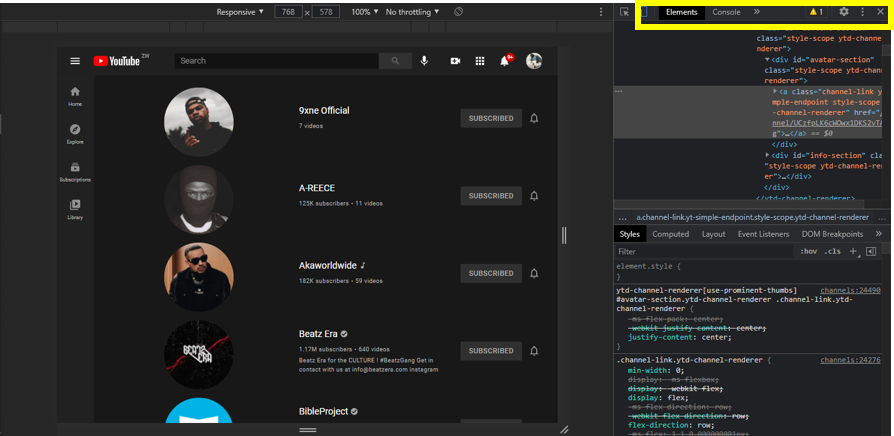 Responsive ▼ 768 × 578 100% ▼ No throttling ▼
Elements Console » 1
YouTube ZW
Search
9+
Home
Explore
Subscriptions
Library
9xne Official
7 videos
SUBSCRIBED
A-REECE
125K subscribers • 11 videos
SUBSCRIBED
Akaworldwide ♪
182K subscribers • 59 videos
SUBSCRIBED
BEATZ ERA
Beatz Era
1.17M subscribers • 640 videos
Beatz Era for the CULTURE ! #BeatzGang Get in
contact with us at info@beatzera.com instagram
SUBSCRIBED
BibleProject
class="style-scope ytd-channel-re
nderer">
▼<div id="avatar-section"
class="style-scope ytd-chann
renderer">
▶<a class="channel-link y
mple-endpoint style-scope
-channel-renderer" href="/
g">…</a> == $0
</div>
▶<div id="info-section" cl
"style-scope ytd-channel-re
er">…</div>
</div>
</ytd-channel-renderer>
… a.channel-link.yt-simple-endpoint.style-scope.ytd-channel-renderer …
Styles Computed Layout Event Listeners DOM Breakpoints »
Filter :hov .cls +
element.style {
}
ytd-channel-renderer[use-prominent-thumbs] channels:24490
#avatar-section.ytd-channel-renderer .channel-link.ytd-
channel-renderer {
-ms-flex-pack: center;
-webkit-justify-content: center;
justify-content: center;
}
.channel-link.ytd-channel-renderer { channels:24276
min-width: 0;
display: -ms-flexbox;
display: -webkit-flex;
display: flex;
-ms-flex-direction: row;
-webkit-flex-direction: row;
flex-direction: row;